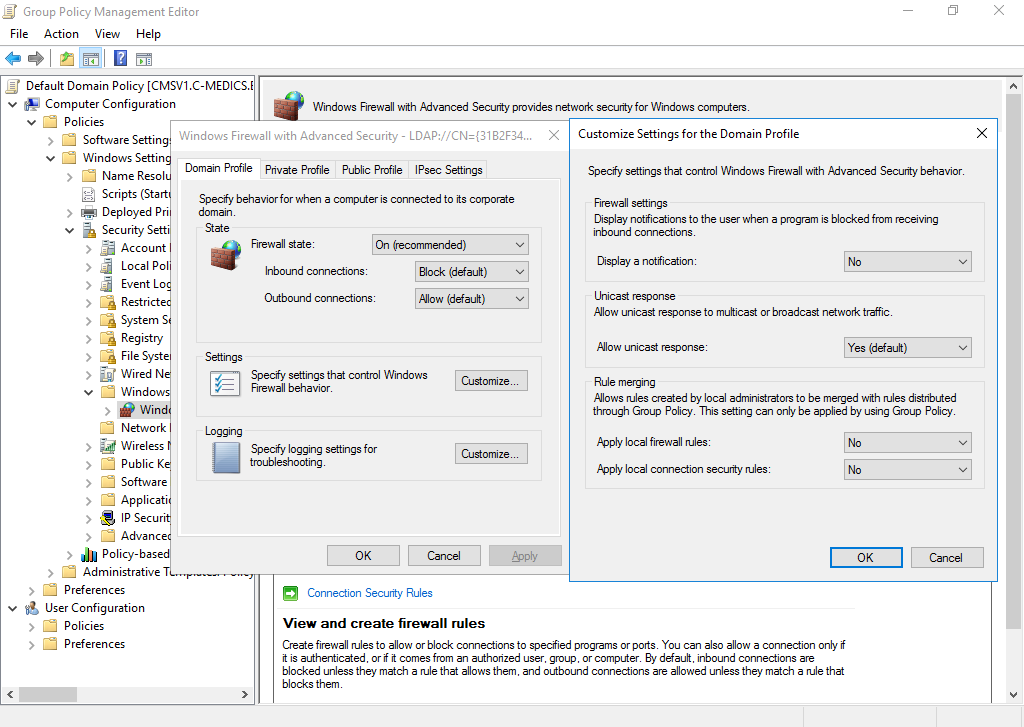 Group Policy Management Editor
File Action View Help
Default Domain Policy [CMSV1.C-MEDICS.
Computer Configuration
Policies
Software Settings
Windows Setting
Name Resolu
Scripts (Startu
Deployed Prin
Security Setti
Account
Local Poli
Event Log
Restricted
System Se
Registry
File Syste
Wired Ne
Windows
Windo
Network
Wireless N
Public Ke
Software
Applicatio
IP Securit
Advanced
Policy-based
Administrative Templates: Policy
Preferences
User Configuration
Policies
Preferences
Windows Firewall with Advanced Security provides network security for Windows computers.
Windows Firewall with Advanced Security - LDAP://CN={31B2F34...
Domain Profile Private Profile Public Profile IPsec Settings
Specify behavior for when a computer is connected to its corporate
domain.
State
Firewall state: On (recommended)
Inbound connections: Block (default)
Outbound connections: Allow (default)
Settings
Specify settings that control Windows
Firewall behavior.
Customize...
Logging
Specify logging settings for
troubleshooting.
Customize...
OK Cancel Apply
Customize Settings for the Domain Profile
Specify settings that control Windows Firewall with Advanced Security behavior.
Firewall settings
Display notifications to the user when a program is blocked from receiving
inbound connections.
Display a notification: No
Unicast response
Allow unicast response to multicast or broadcast network traffic.
Allow unicast response: Yes (default)
Rule merging
Allows rules created by local administrators to be merged with rules distributed
through Group Policy. This setting can only be applied by using Group Policy.
Apply local firewall rules: No
Apply local connection security rules: No
OK Cancel
Connection Security Rules
View and create firewall rules
Create firewall rules to allow or block connections to specified programs or ports. You can also allow a connection only if
it is authenticated, or if it comes from an authorized user, group, or computer. By default, inbound connections are
blocked unless they match a rule that allows them, and outbound connections are allowed unless they match a rule that
blocks them.